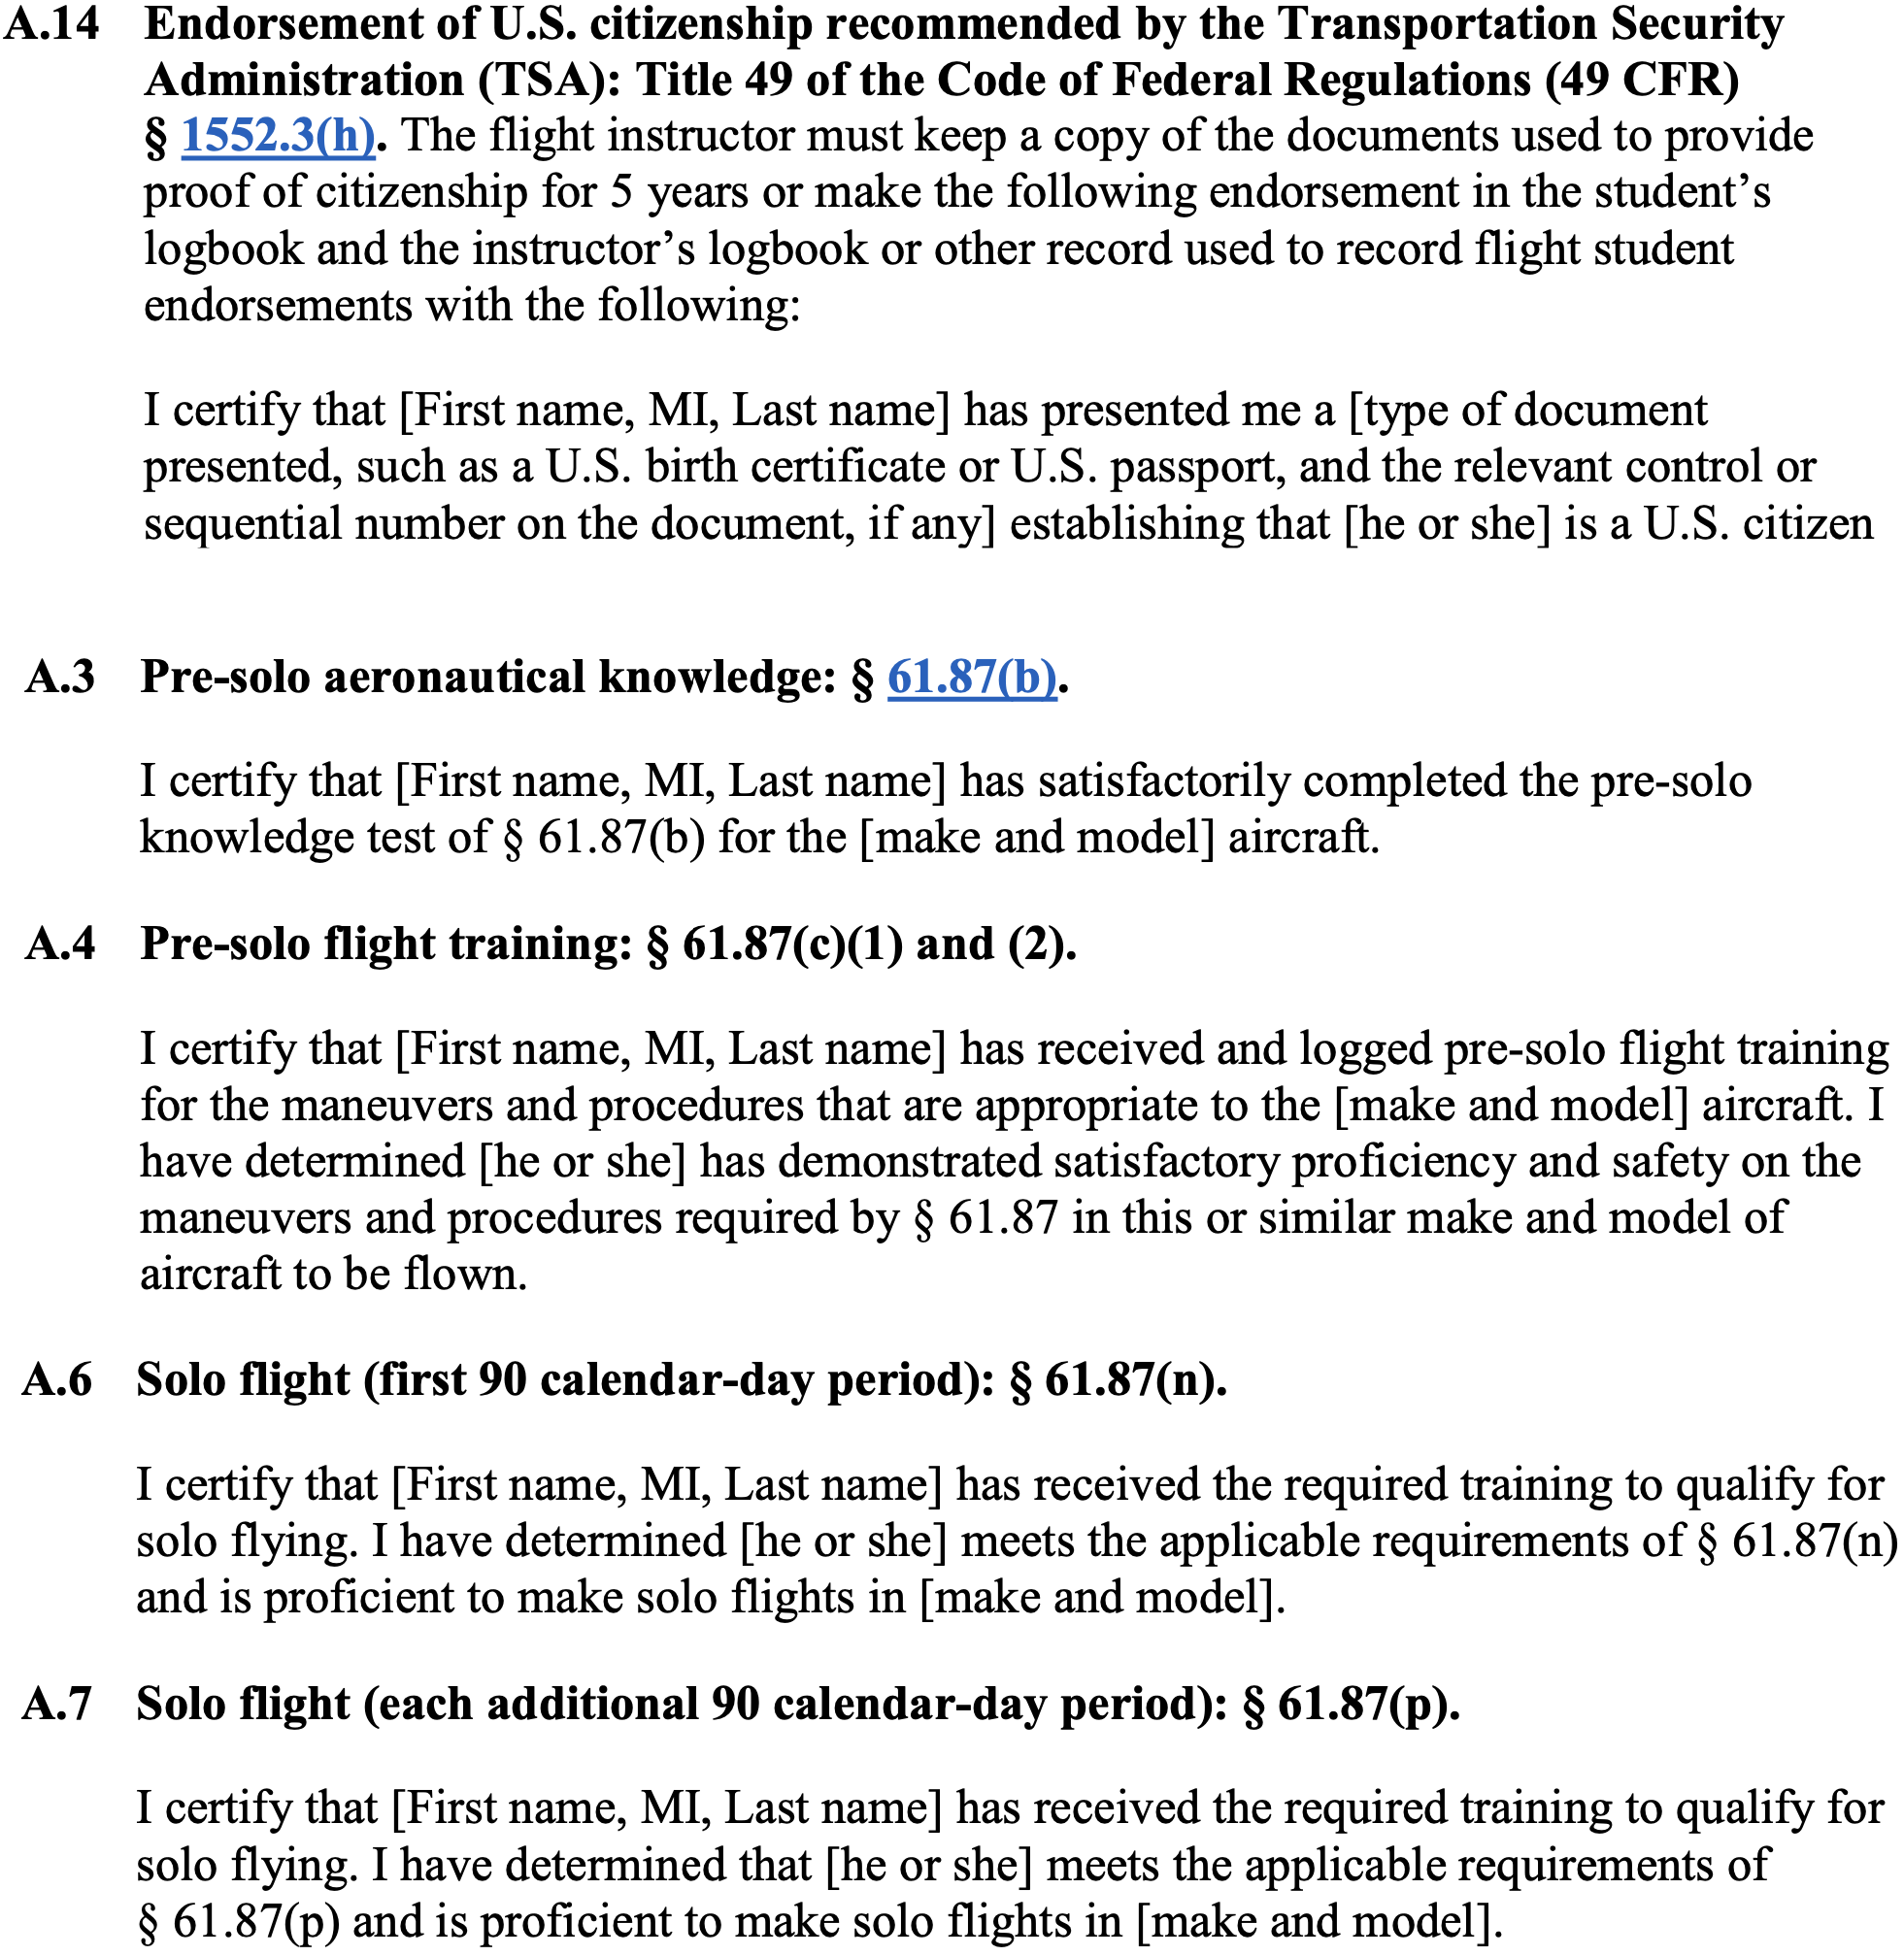 A.14 Endorsement of U.S. citizenship recommended by the Transportation Security
Administration (TSA): Title 49 of the Code of Federal Regulations (49 CFR)
§ 1552.3(h). The flight instructor must keep a copy of the documents used to provide
proof of citizenship for 5 years or make the following endorsement in the student’s
logbook and the instructor’s logbook or other record used to record flight student
endorsements with the following:
I certify that [First name, MI, Last name] has presented me a [type of document
presented, such as a U.S. birth certificate or U.S. passport, and the relevant control or
sequential number on the document, if any] establishing that [he or she] is a U.S. citizen
A.3 Pre-solo aeronautical knowledge: § 61.87(b).
I certify that [First name, MI, Last name] has satisfactorily completed the pre-solo
knowledge test of § 61.87(b) for the [make and model] aircraft.
A.4 Pre-solo flight training: § 61.87(c)(1) and (2).
I certify that [First name, MI, Last name] has received and logged pre-solo flight training
for the maneuvers and procedures that are appropriate to the [make and model] aircraft. I
have determined [he or she] has demonstrated satisfactory proficiency and safety on the
maneuvers and procedures required by § 61.87 in this or similar make and model of
aircraft to be flown.
A.6 Solo flight (first 90 calendar-day period): § 61.87(n).
I certify that [First name, MI, Last name] has received the required training to qualify for
solo flying. I have determined [he or she] meets the applicable requirements of § 61.87(n)
and is proficient to make solo flights in [make and model].
A.7 Solo flight (each additional 90 calendar-day period): § 61.87(p).
I certify that [First name, MI, Last name] has received the required training to qualify for
solo flying. I have determined that [he or she] meets the applicable requirements of
§ 61.87(p) and is proficient to make solo flights in [make and model].